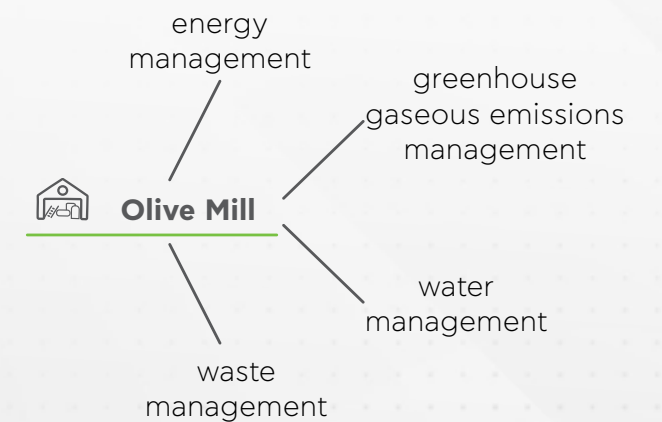 energy
management
greenhouse
gaseous emissions
management
Olive Mill
water
management
waste
management